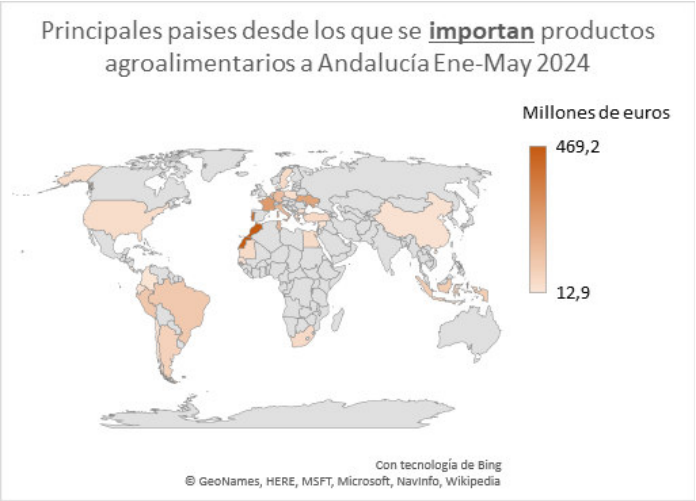 Principales paises desde los que se importan productos
agroalimentarios a Andalucía Ene-May 2024
Millones de euros
469,2
12,9
Con tecnología de Bing
© GeoNames, HERE, MSFT, Microsoft, NavInfo, Wikipedia